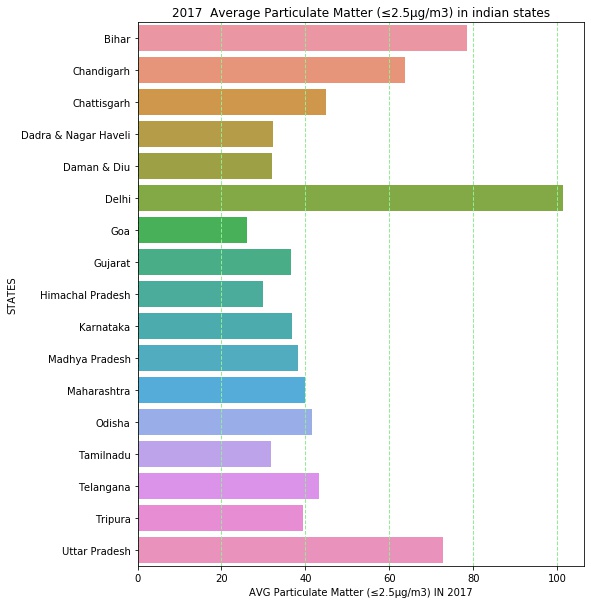 2017  Average Particulate Matter (≤2.5µg/m3) in indian states
Bihar
Chandigarh
Chattisgarh
Dadra & Nagar Haveli
Daman & Diu
Delhi
Goa
Gujarat
Himachal Pradesh
Karnataka
Madhya Pradesh
Maharashtra
Odisha
Tamilnadu
Telangana
Tripura
Uttar Pradesh
STATES
0 20 40 60 80 100
AVG Particulate Matter (≤2.5µg/m3) IN 2017